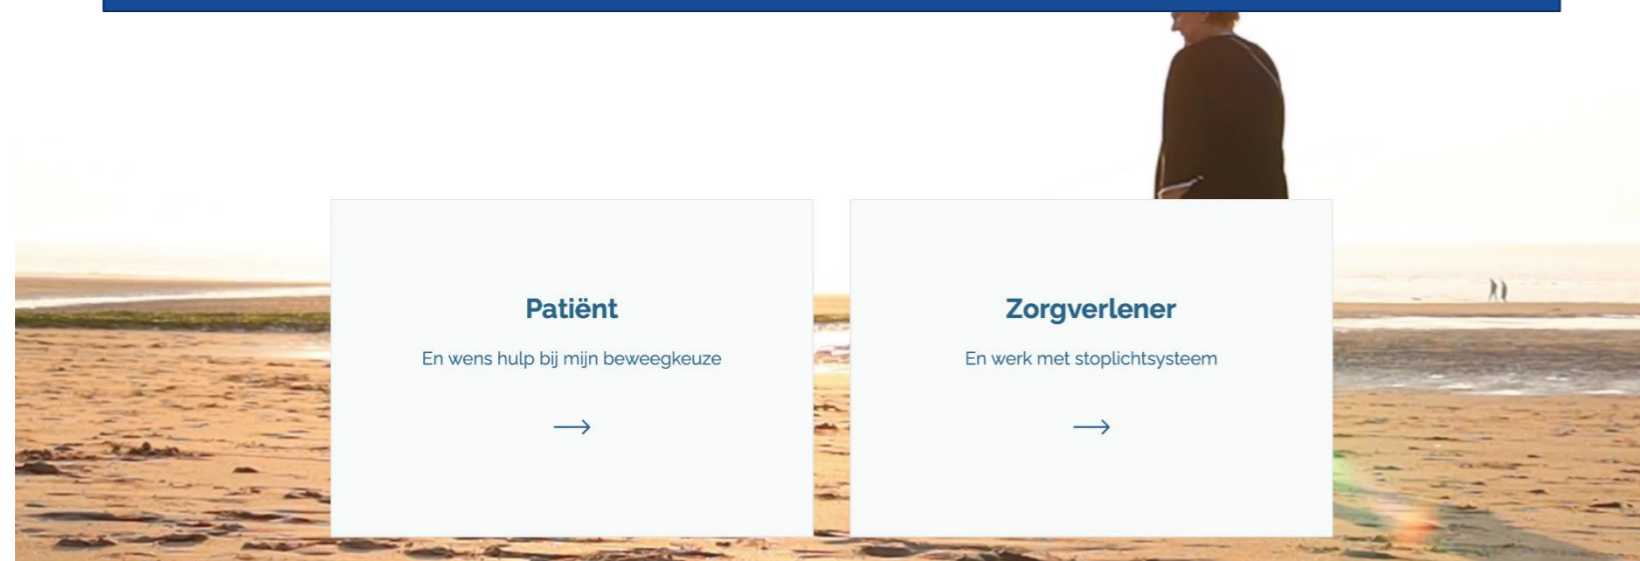 Patiënt
En wens hulp bij mijn beweegkeuze
Zorgverlener
En werk met stoplichtsysteem